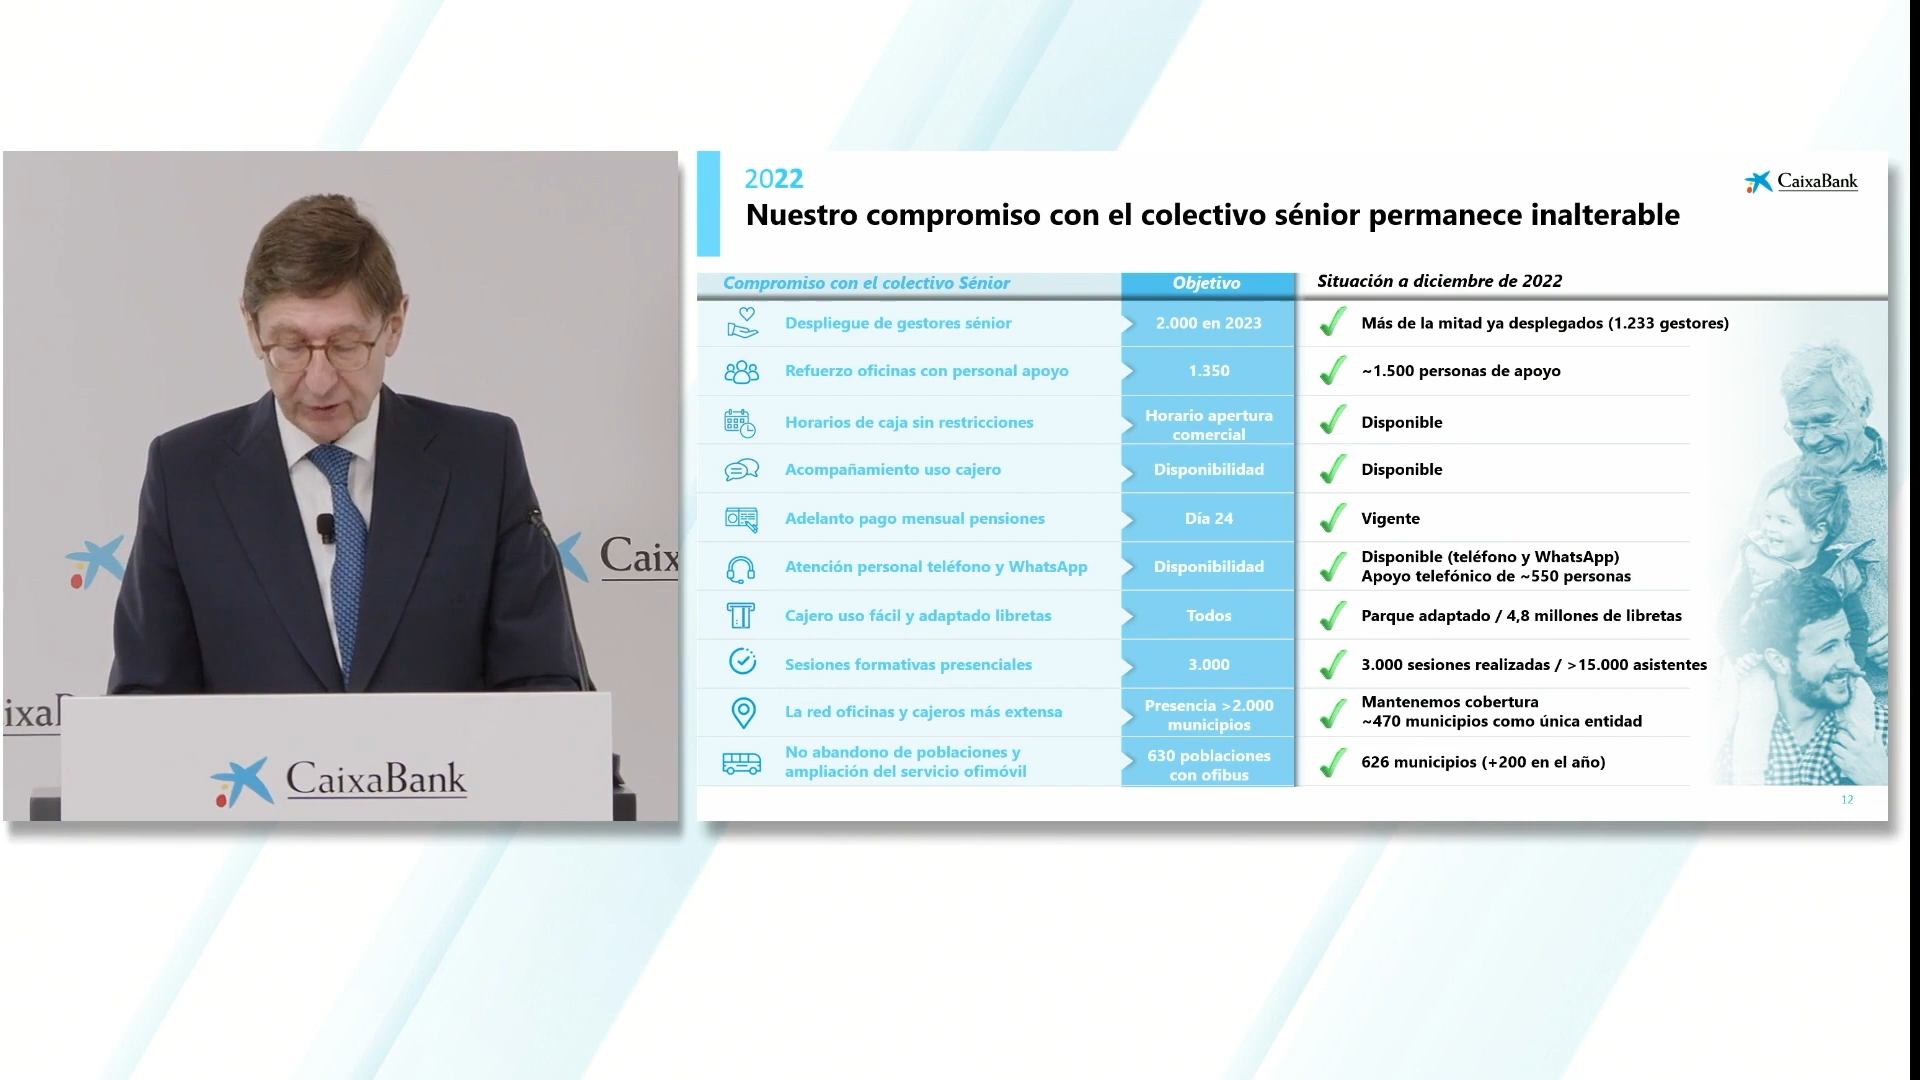 Caix
ixaB
CaixaBank
2022
CaixaBank
Nuestro compromiso con el colectivo sénior permanece inalterable
Compromiso con el colectivo Sénior
Objetivo
Situación a diciembre de 2022
Despliegue de gestores sénior
2.000 en 2023
Más de la mitad ya desplegados (1.233 gestores)
Refuerzo oficinas con personal apoyo
1.350
~1.500 personas de apoyo
Horarios de caja sin restricciones
Horario apertura
comercial
Disponible
Acompañamiento uso cajero
Disponibilidad
Disponible
Adelanto pago mensual pensiones
Día 24
Vigente
Atención personal teléfono y WhatsApp
Disponibilidad
Disponible (teléfono y WhatsApp)
Apoyo telefónico de ~550 personas
Cajero uso fácil y adaptado libretas
Todos
Parque adaptado / 4,8 millones de libretas
Sesiones formativas presenciales
3.000
3.000 sesiones realizadas / >15.000 asistentes
La red oficinas y cajeros más extensa
Presencia >2.000
municipios
Mantenemos cobertura
~470 municipios como única entidad
No abandono de poblaciones y
ampliación del servicio ofimóvil
630 poblaciones
con ofibus
626 municipios (+200 en el año)
12